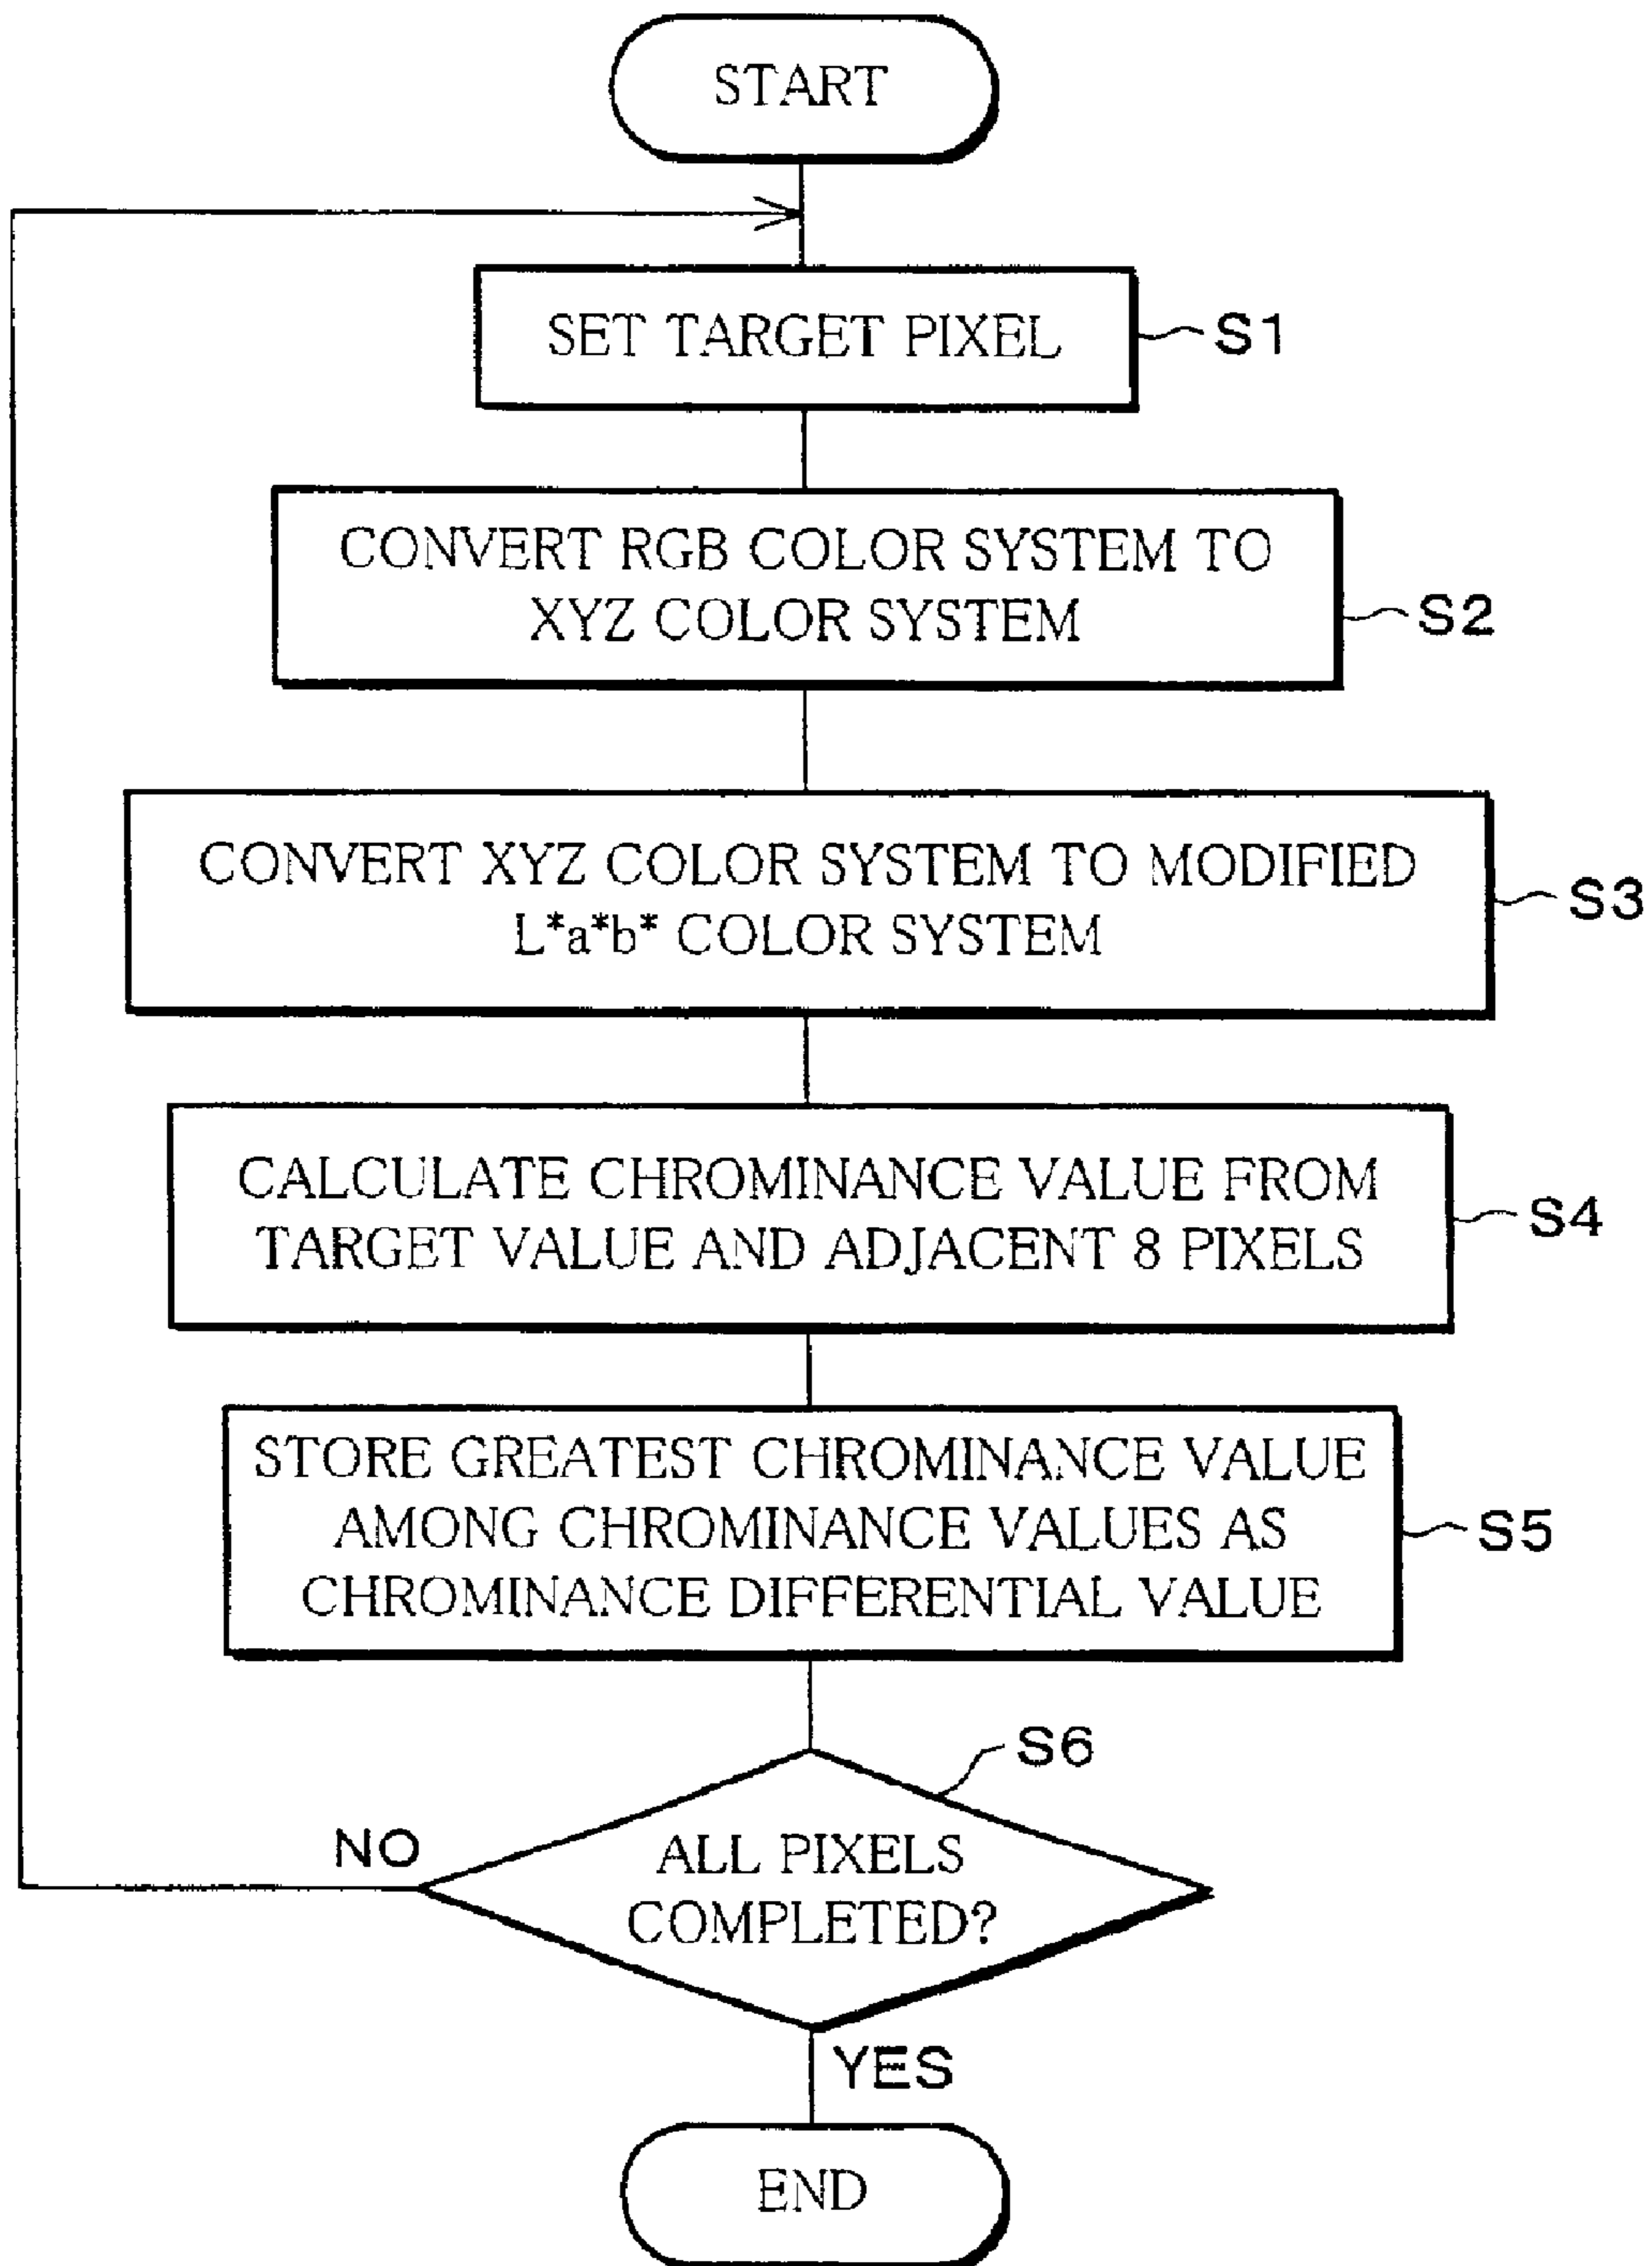 START
SET TARGET PIXEL
S1
CONVERT RGB COLOR SYSTEM TO
XYZ COLOR SYSTEM
S2
CONVERT XYZ COLOR SYSTEM TO MODIFIED
L*a*b* COLOR SYSTEM
S3
CALCULATE CHROMINANCE VALUE FROM
TARGET VALUE AND ADJACENT 8 PIXELS
S4
STORE GREATEST CHROMINANCE VALUE
AMONG CHROMINANCE VALUES AS
CHROMINANCE DIFFERENTIAL VALUE
S5
S6
NO
ALL PIXELS
COMPLETED?
YES
END